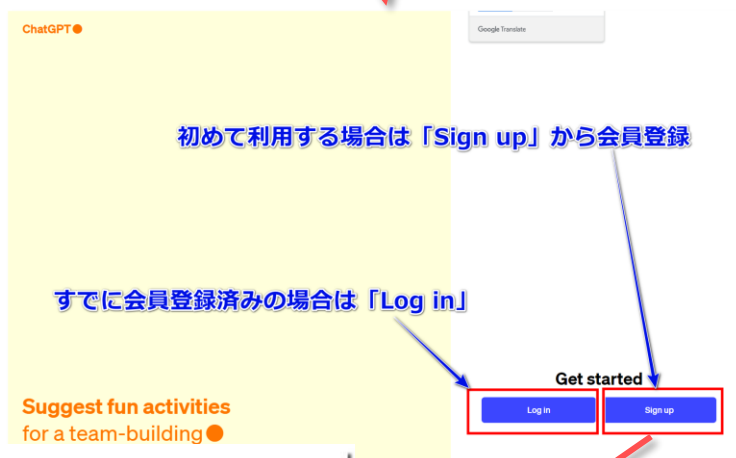 ChatGPT●
Google Translate
初めて利用する場合は「Sign up」から会員登録
すでに会員登録済みの場合は「Log in」
Get started
Log in
Sign up
Suggest fun activities
for a team-building●